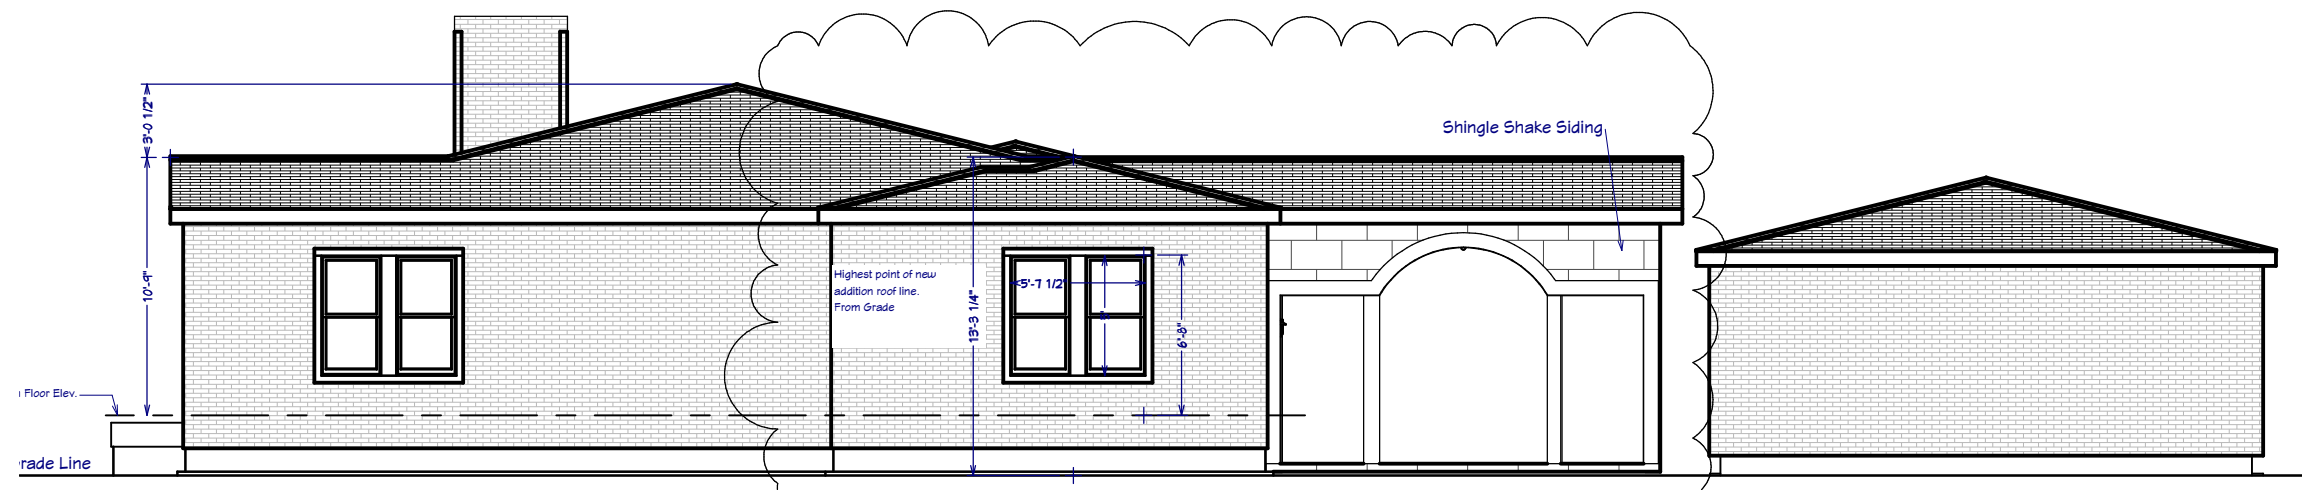 3'-0 1/2"
Shingle Shake Siding
10'-9"
Highest point of new
addition roof line.
From Grade
5'-7 1/2"
13'-3 1/4"
6'-8"
Floor Elev.
rade Line